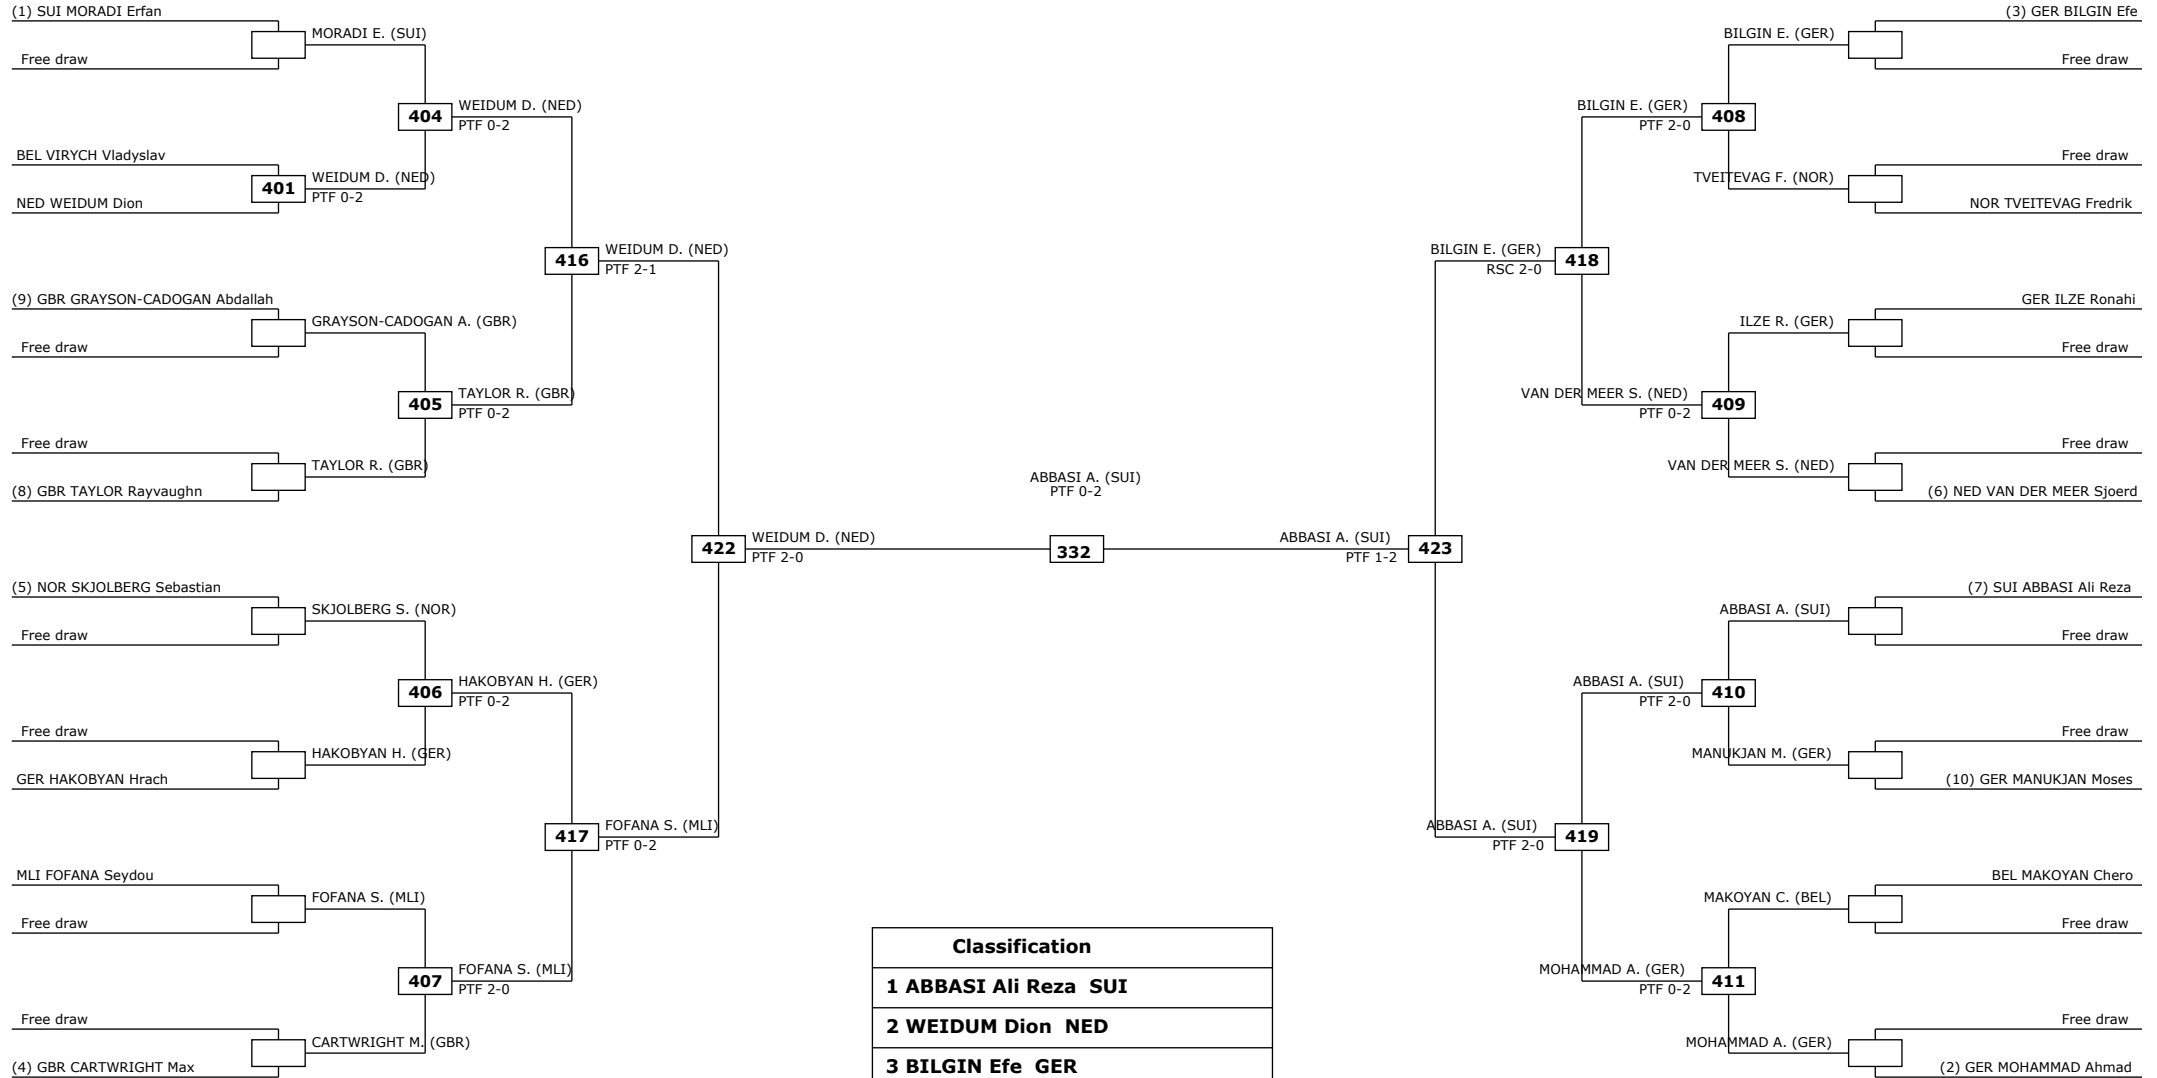 (1) SUI MORADI Erfan
MORADI E. (SUI)
Free draw
404
WEIDUM D. (NED)
PTF 0-2
BEL VIRYCH Vladyslav
401
WEIDUM D. (NED)
PTF 0-2
NED WEIDUM Dion
416
WEIDUM D. (NED)
PTF 2-1
(9) GBR GRAYSON-CADOGAN Abdallah
GRAYSON-CADOGAN A. (GBR)
Free draw
405
TAYLOR R. (GBR)
PTF 0-2
Free draw
TAYLOR R. (GBR)
(8) GBR TAYLOR Rayvaughn
422
WEIDUM D. (NED)
PTF 2-0
(5) NOR SKJOLBERG Sebastian
SKJOLBERG S. (NOR)
Free draw
406
HAKOBYAN H. (GER)
PTF 0-2
Free draw
HAKOBYAN H. (GER)
GER HAKOBYAN Hrach
417
FOFANA S. (MLI)
PTF 0-2
MLI FOFANA Seydou
FOFANA S. (MLI)
Free draw
407
FOFANA S. (MLI)
PTF 2-0
Free draw
CARTWRIGHT M. (GBR)
(4) GBR CARTWRIGHT Max
ABBASI A. (SUI)
PTF 0-2
332
(3) GER BILGIN Efe
BILGIN E. (GER)
Free draw
BILGIN E. (GER)
PTF 2-0
408
Free draw
TVEITEVAG F. (NOR)
NOR TVEITEVAG Fredrik
BILGIN E. (GER)
RSC 2-0
418
GER ILZE Ronahi
ILZE R. (GER)
Free draw
VAN DER MEER S. (NED)
PTF 0-2
409
Free draw
VAN DER MEER S. (NED)
(6) NED VAN DER MEER Sjoerd
ABBASI A. (SUI)
PTF 1-2
423
(7) SUI ABBASI Ali Reza
ABBASI A. (SUI)
Free draw
ABBASI A. (SUI)
PTF 2-0
410
Free draw
MANUKJAN M. (GER)
(10) GER MANUKJAN Moses
ABBASI A. (SUI)
PTF 2-0
419
BEL MAKOYAN Chero
MAKOYAN C. (BEL)
Free draw
MOHAMMAD A. (GER)
PTF 0-2
411
Free draw
MOHAMMAD A. (GER)
(2) GER MOHAMMAD Ahmad
Classification
1 ABBASI Ali Reza SUI
2 WEIDUM Dion NED
3 BILGIN Efe GER